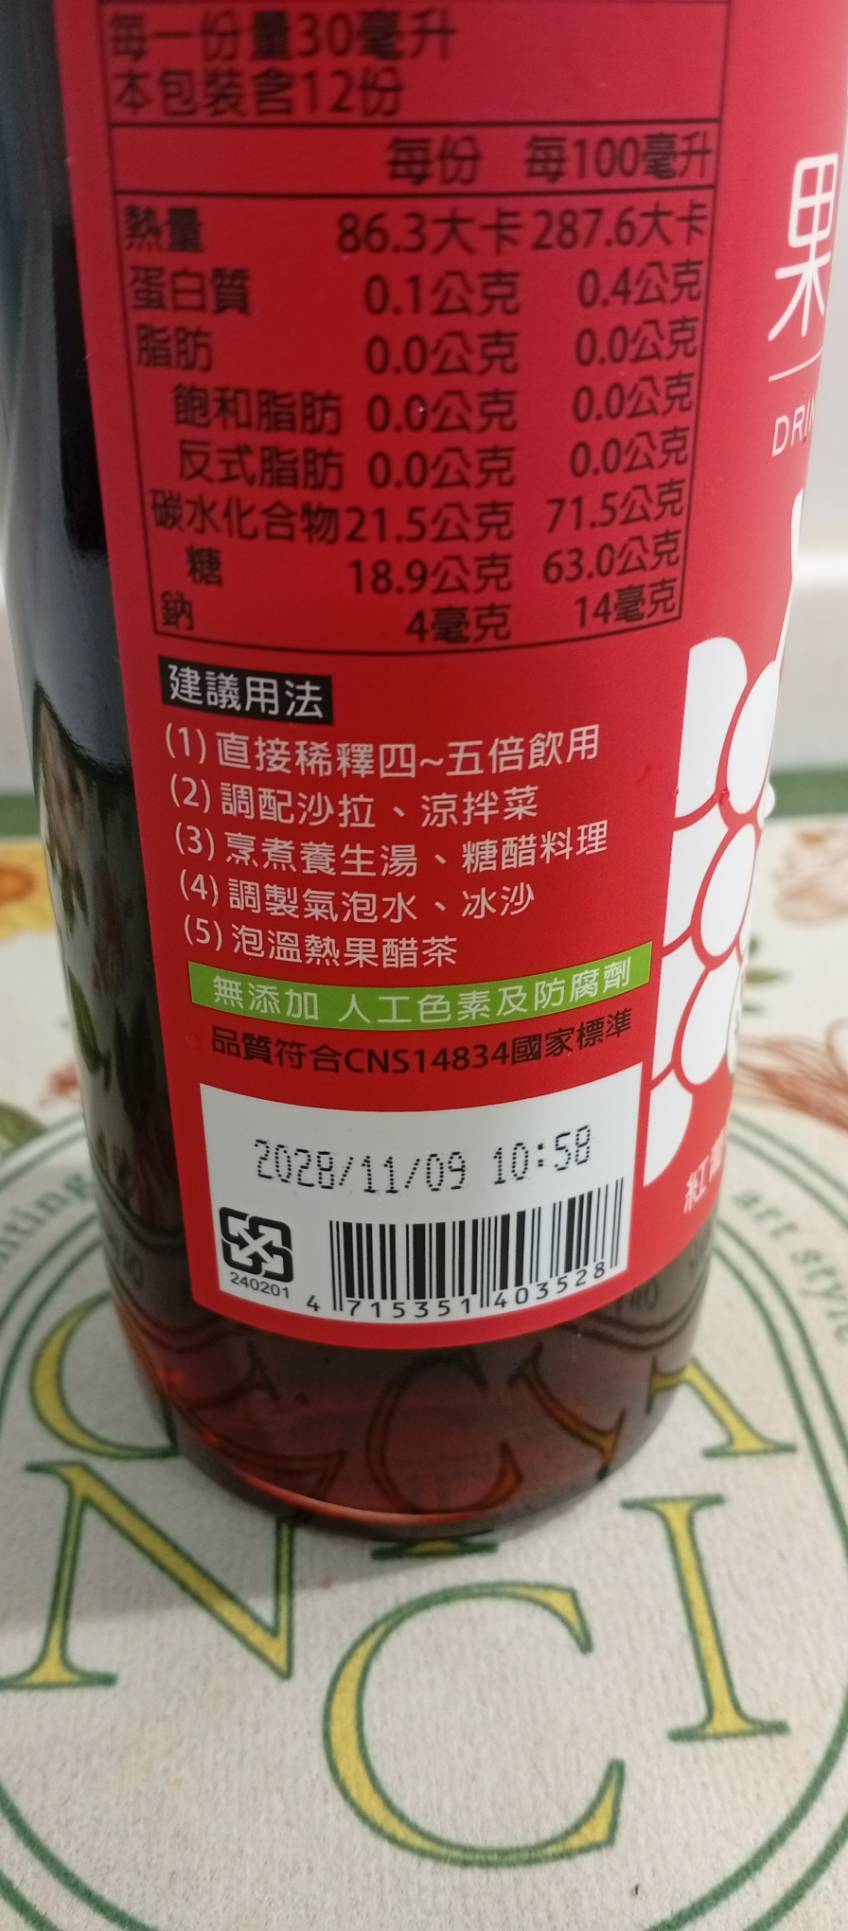 每一份量30毫升
本包裝含12份
每份 每100毫升
熱量 86.3大卡 287.6大卡
蛋白質 0.1公克 0.4公克
脂肪 0.0公克 0.0公克
飽和脂肪 0.0公克 0.0公克
反式脂肪 0.0公克 0.0公克
碳水化合物 21.5公克 71.5公克
糖 18.9公克 63.0公克
鈉 4毫克 14毫克
建議用法
(1) 直接稀釋四~五倍飲用
(2) 調配沙拉、涼拌菜
(3) 烹煮養生湯、糖醋料理
(4) 調製氣泡水、冰沙
(5) 泡溫熱果醋茶
無添加 人工色素及防腐劑
品質符合CNS14834國家標準
2028/11/09 10:58
240201
4 715351 403528
果
紅
art style
N C I